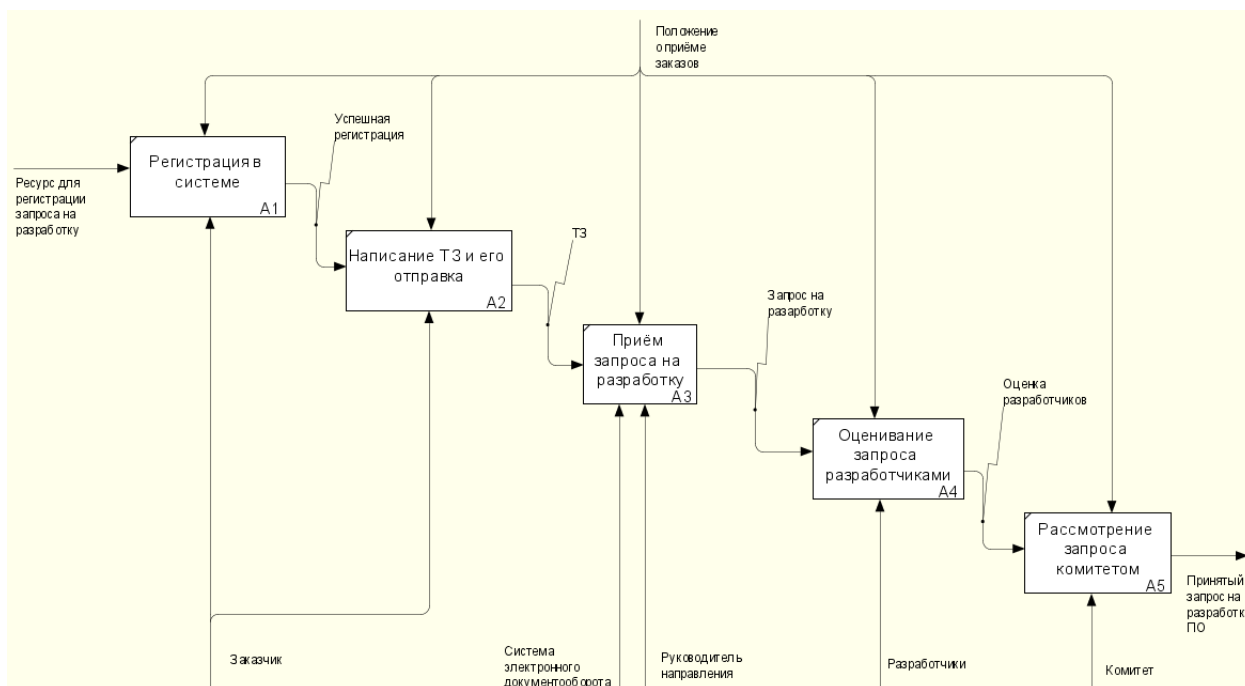 Положение
о приёме
заказов
Успешная
регистрация
Регистрация в
системе
A1
Ресурс для
регистрации
запроса на
разработку
Написание ТЗ и его
отправка
A2
ТЗ
Запрос на
разарботку
Приём
запроса на
разработку
A3
Оценка
разработчиков
Оценивание
запроса
разработчиками
A4
Рассмотрение
запроса
комитетом
A5
Принятый
запрос на
разработк
ПО
Заказчик
Система
электронного
документооборота
Руководитель
направления
Разработчики
Комитет